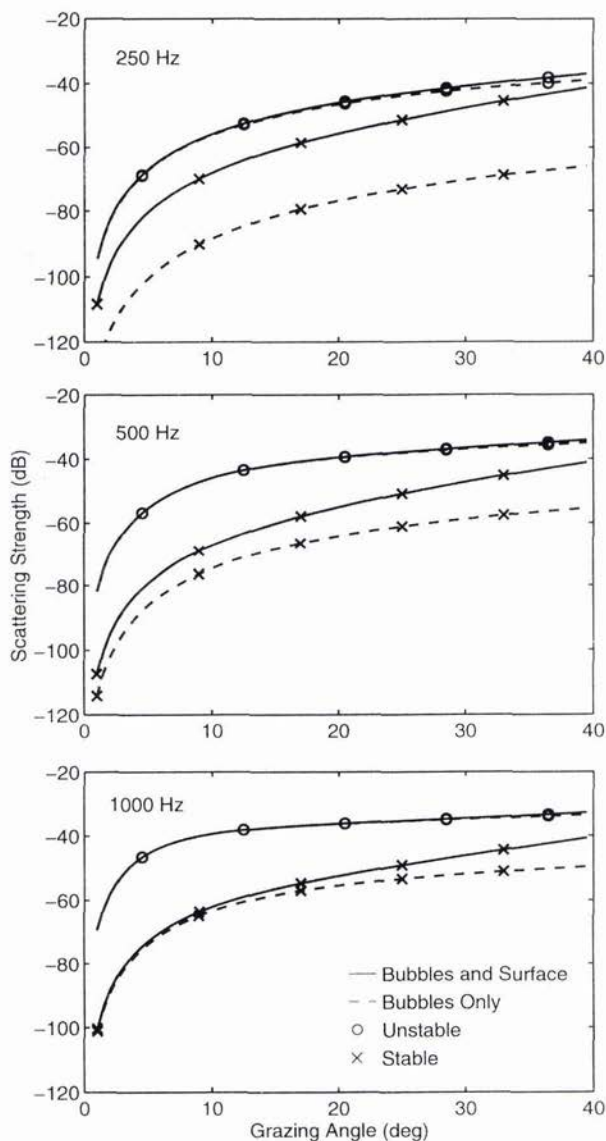 −20
250 Hz
−40
−60
−80
−100
−120
0 10 20 30 40
−20
500 Hz
−40
−60
−80
−100
−120
0 10 20 30 40
Scattering Strength (dB)
−20
1000 Hz
−40
−60
−80
−100
−120
0 10 20 30 40
Bubbles and Surface
Bubbles Only
Unstable
Stable
Grazing Angle (deg)